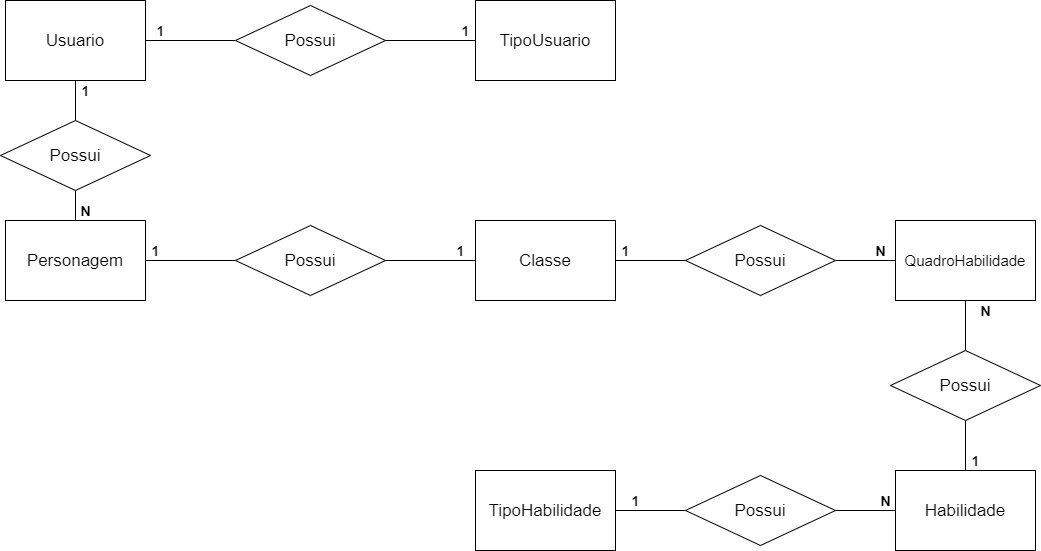 Usuario
1
Possui
1
TipoUsuario
1
Possui
N
Personagem
1
Possui
1
Classe
1
Possui
N
QuadroHabilidade
N
Possui
1
TipoHabilidade
1
Possui
N
Habilidade